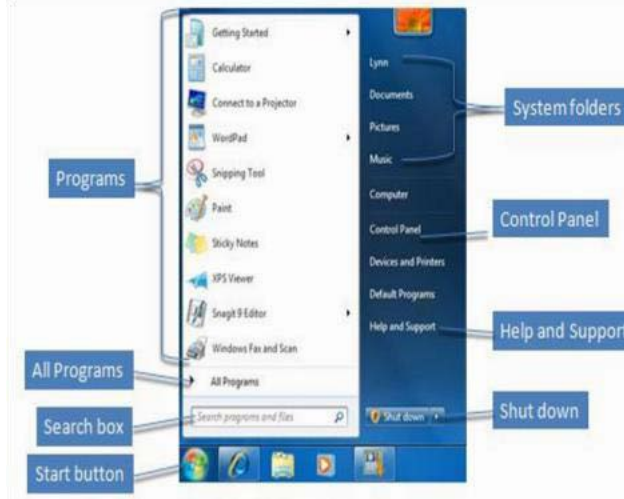 Getting Started
Calculator
Connect to a Projector
WordPad
Snipping Tool
Paint
Sticky Notes
XPS Viewer
Snagit 9 Editor
Windows Fax and Scan
All Programs
Search programs and files
Lynn
Documents
Pictures
Music
Computer
Control Panel
Devices and Printers
Default Programs
Help and Support
Shut down
Programs
All Programs
Search box
Start button
System folders
Control Panel
Help and Support
Shut down